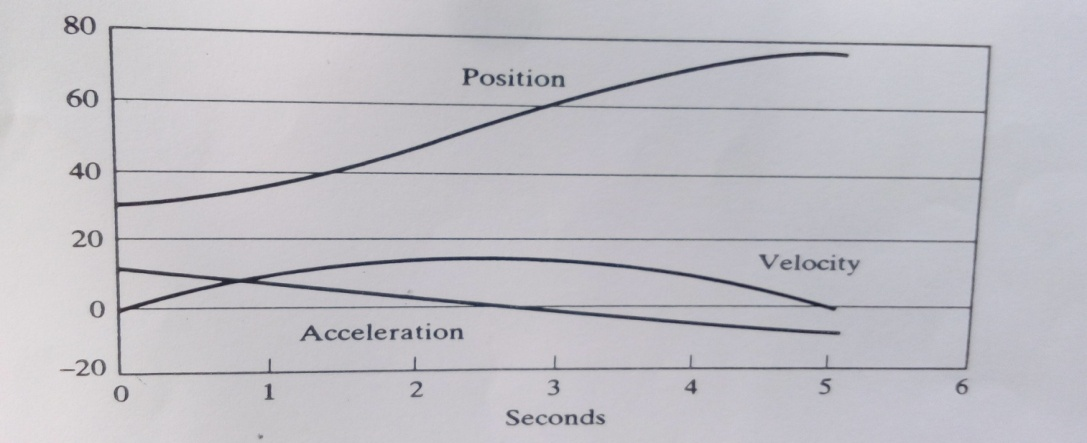 80
Position
60
40
20
Velocity
0
Acceleration
–20
0 1 2 3 4 5 6
Seconds